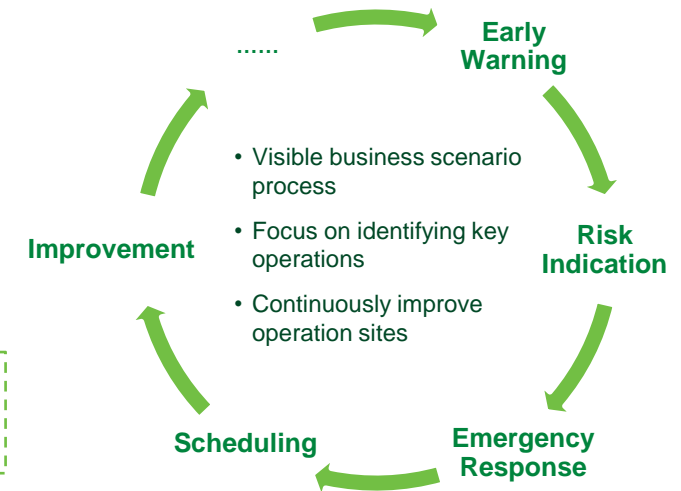 ......
Early
Warning
• Visible business scenario
process
• Focus on identifying key
operations
• Continuously improve
operation sites
Improvement
Risk
Indication
Scheduling
Emergency
Response